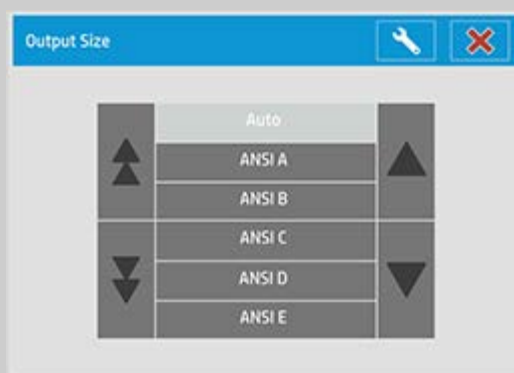 Output Size
Auto
ANSI A
ANSI B
ANSI C
ANSI D
ANSI E